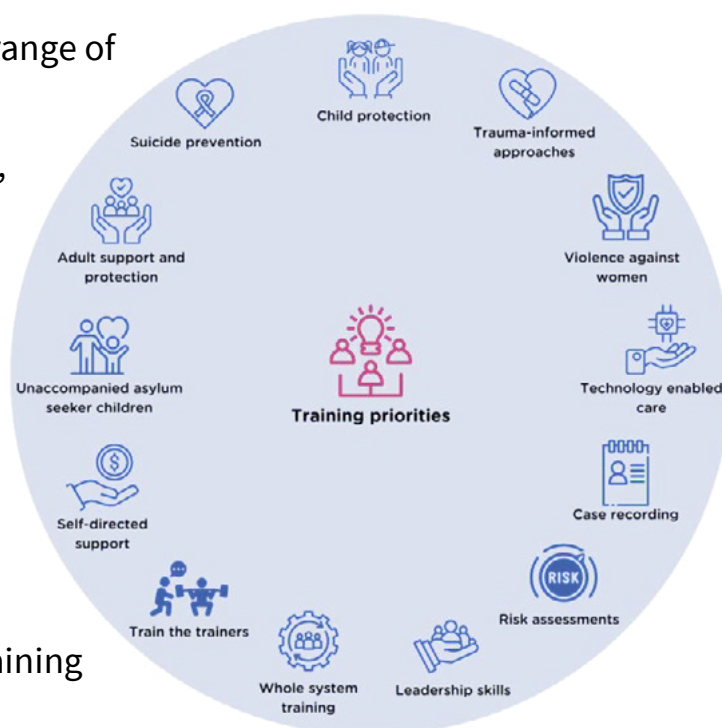 range of
,
Child protection
Suicide prevention
Trauma-informed
approaches
Adult support and
protection
Violence against
women
Unaccompanied asylum
seeker children
Training priorities
Technology enabled
care
Self-directed
support
$
Case recording
RISK
Risk assessments
Train the trainers
Whole system
training
Leadership skills
aining